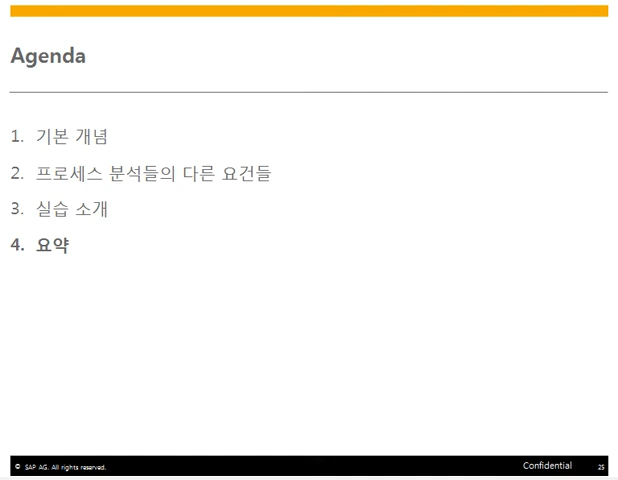 Agenda
1. 기본 개념
2. 프로세스 분석들의 다른 요건들
3. 실습 소개
4. 요약
© SAP AG. All rights reserved. Confidential 25